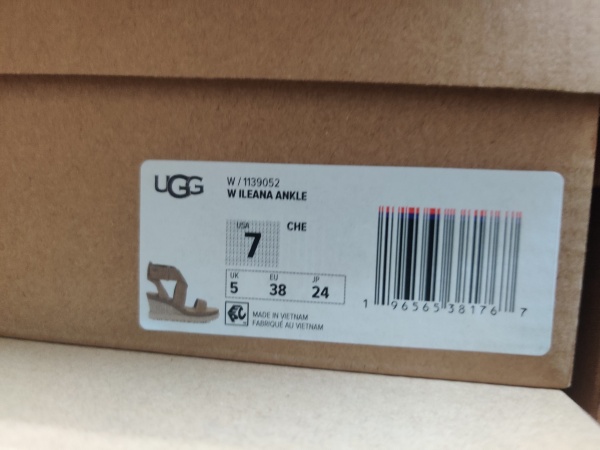 UGG
W / 1139052
W ILEANA ANKLE
USA
7
CHE
UK EU JP
5 38 24
MADE IN VIETNAM
FABRIQUÉ AU VIETNAM
1 96565 38176 7